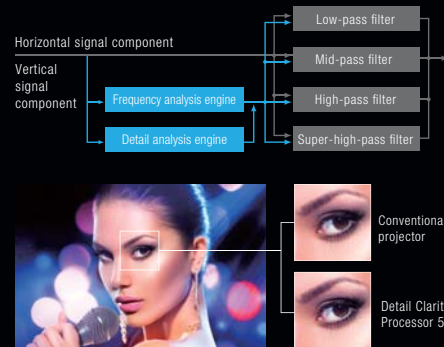 Low-pass filter
Horizontal signal component
Mid-pass filter
Vertical
signal
component
Frequency analysis engine
High-pass filter
Detail analysis engine
Super-high-pass filter
Conventiona
projector
Detail Clarit
Processor 5